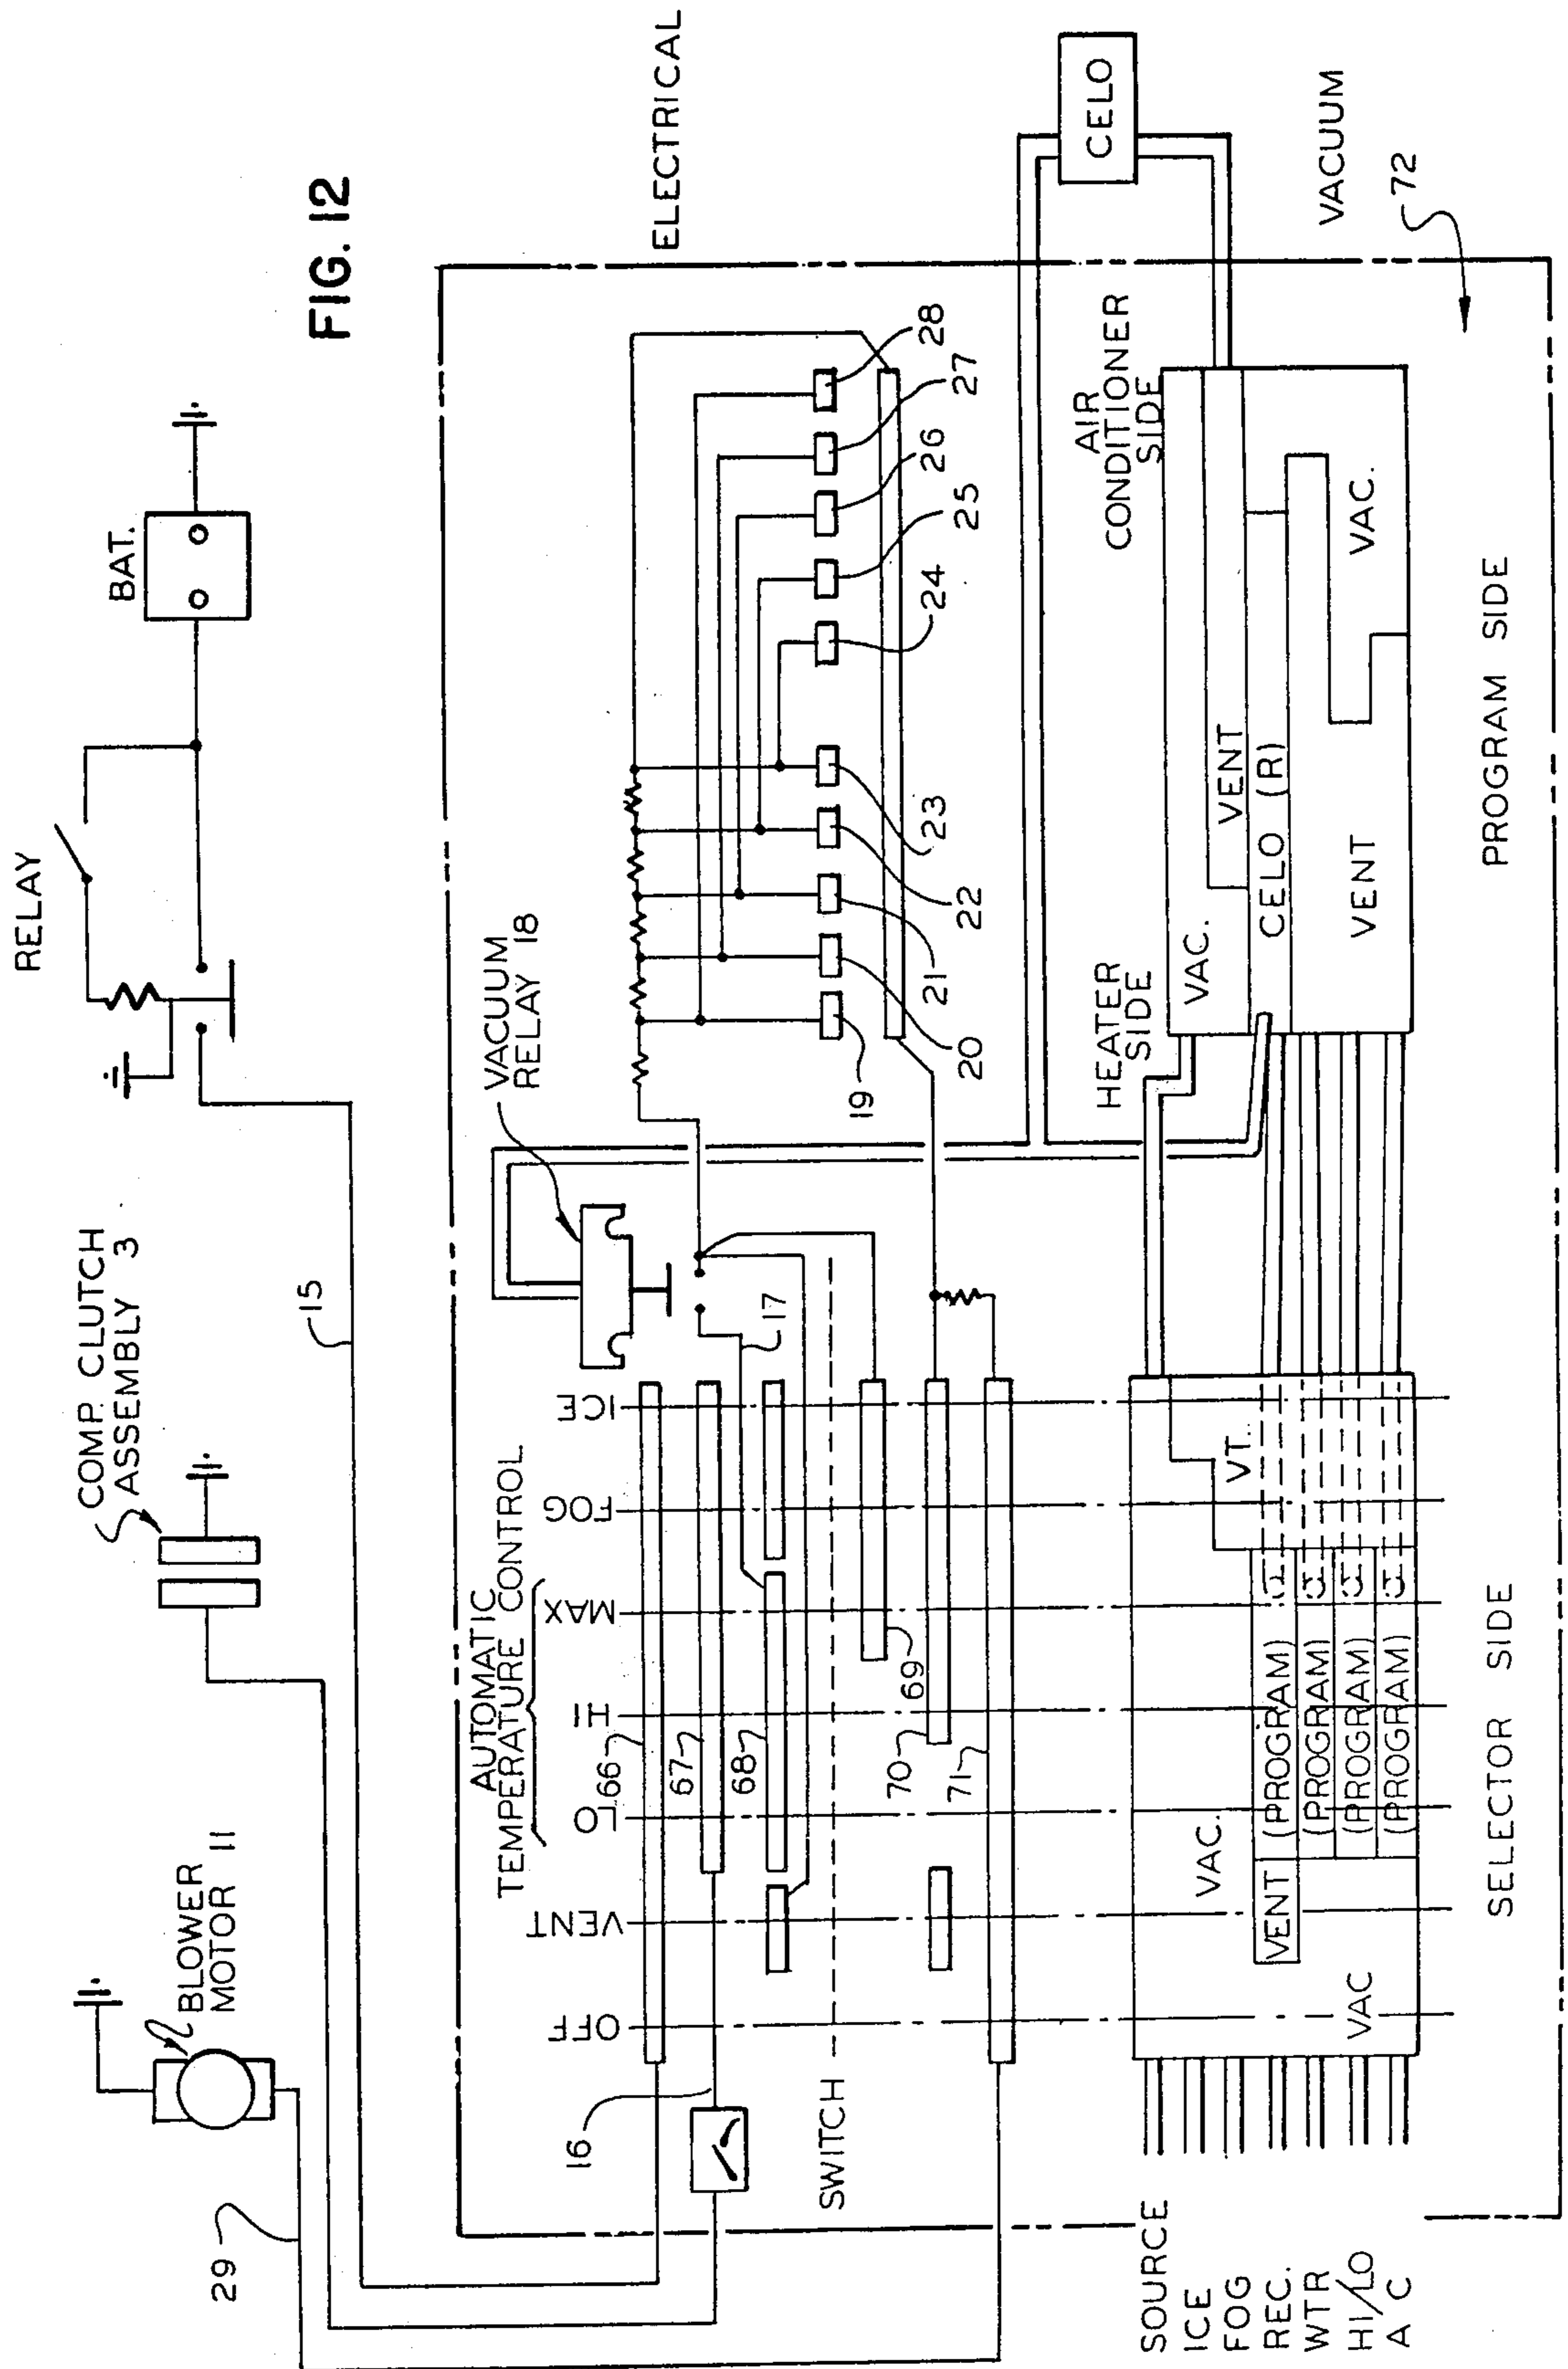 FIG. 12
RELAY
BAT.
COMP. CLUTCH
ASSEMBLY 3
BLOWER
MOTOR 11
15
29
ELECTRICAL
VACUUM
RELAY 18
AUTOMATIC
TEMPERATURE CONTROL
OFF
VENT
LO
HI
MAX
FOG
ICE
16
17
66
67
68
69
70
71
SWITCH
19
20
21
22
23
24
25
26
27
28
CELO
HEATER
SIDE
AIR
CONDITIONER
SIDE
VAC.
VENT
CELO (R)
VENT
VAC.
VACUUM
72
PROGRAM SIDE
SOURCE
ICE
FOG
REC.
WTR
HI/LO
A C
VAC.
VT.
VENT
(PROGRAM)
(PROGRAM)
(PROGRAM)
(PROGRAM)
VAC
SELECTOR SIDE